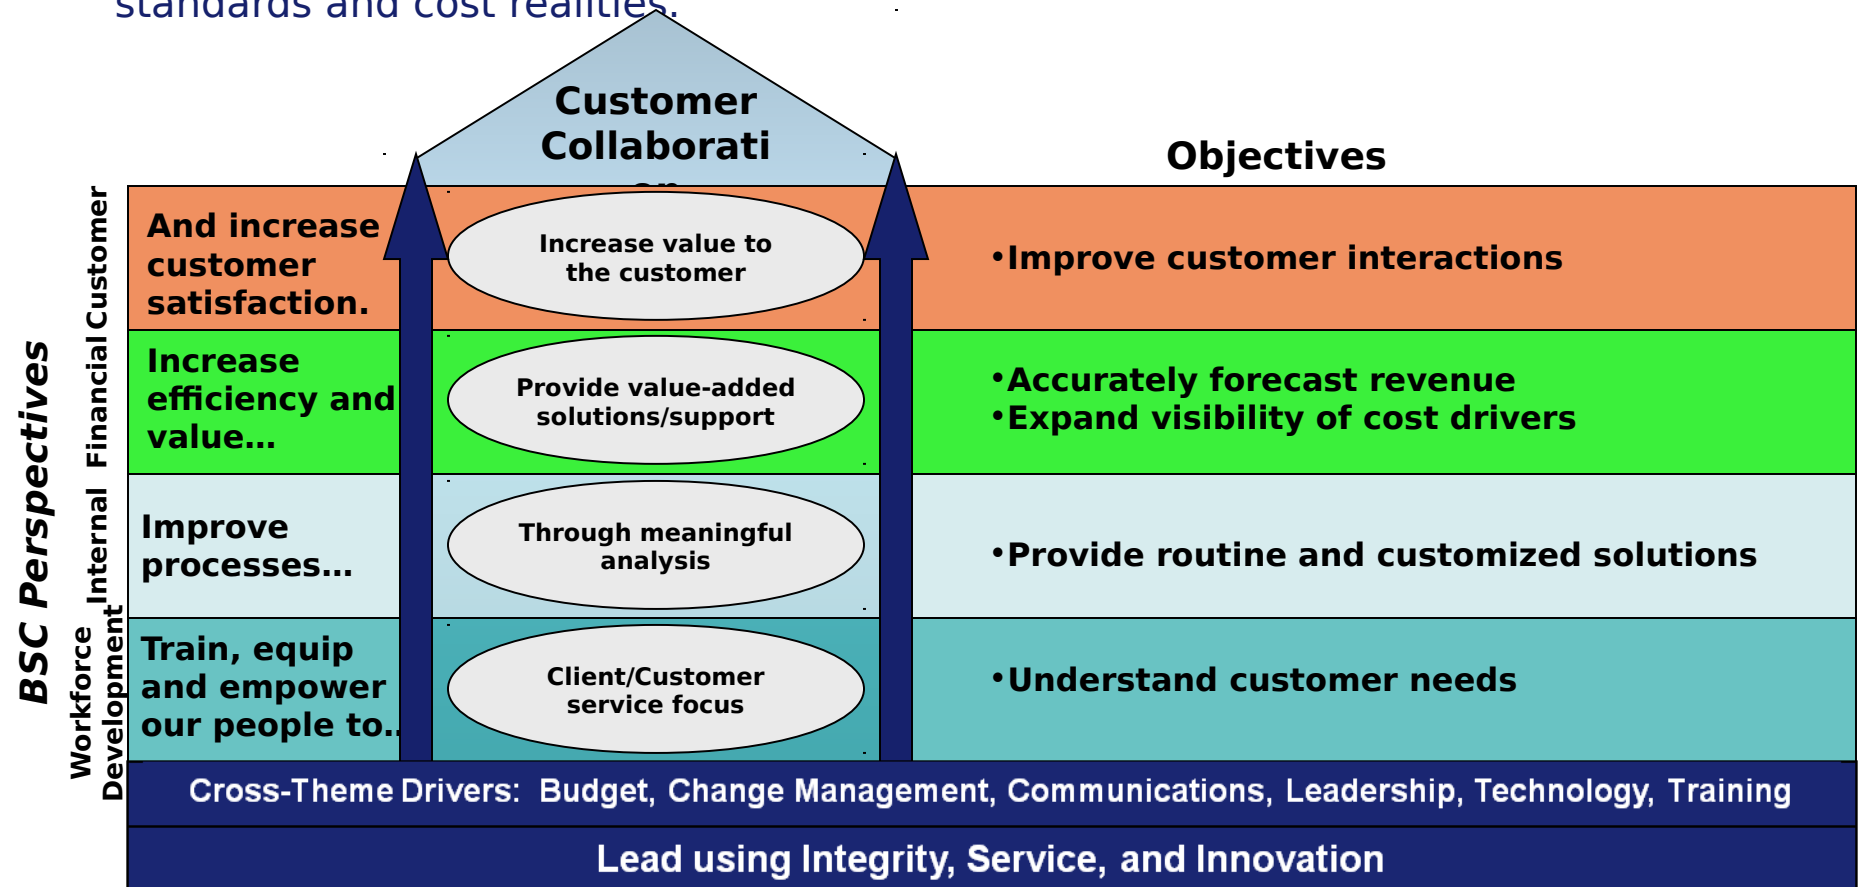 standards and cost realities.
Customer
Collaborati
on
Objectives
BSC Perspectives
Customer
And increase
customer
satisfaction.
Increase value to
the customer
•Improve customer interactions
Financial
Increase
efficiency and
value…
Provide value-added
solutions/support
•Accurately forecast revenue
•Expand visibility of cost drivers
Internal
Improve
processes…
Through meaningful
analysis
•Provide routine and customized solutions
Workforce
Development
Train, equip
and empower
our people to…
Client/Customer
service focus
•Understand customer needs
Cross-Theme Drivers: Budget, Change Management, Communications, Leadership, Technology, Training
Lead using Integrity, Service, and Innovation